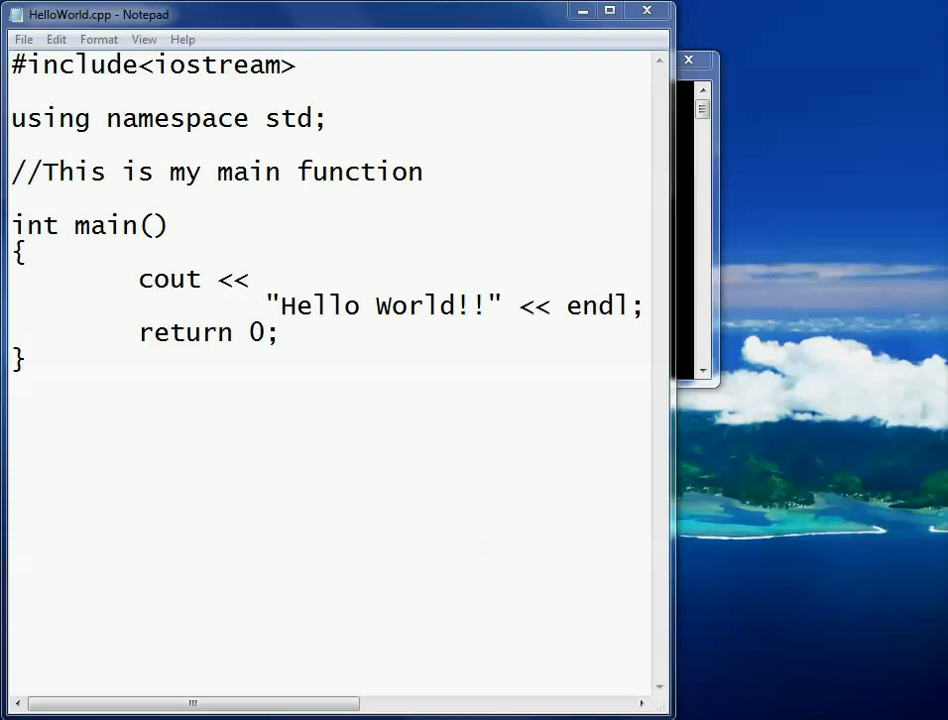 HelloWorld.cpp - Notepad
File Edit Format View Help
#include<iostream>
using namespace std;
//This is my main function
int main()
{
cout <<
"Hello World!!" << endl;
return 0;
}